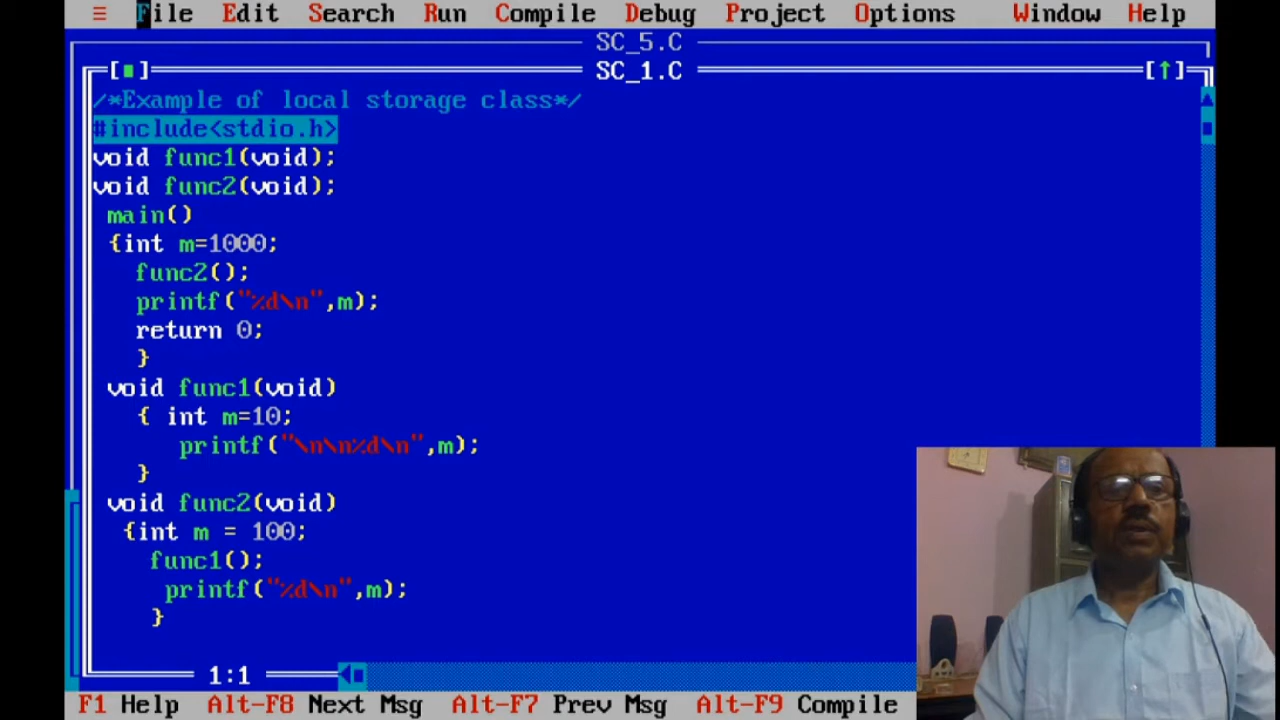 ≡ File Edit Search Run Compile Debug Project Options Window Help
SC_5.C
[■] SC_1.C [↑]
/*Example of local storage class*/
#include<stdio.h>
void func1(void);
void func2(void);
main()
{int m=1000;
func2();
printf("%d\n",m);
return 0;
}
void func1(void)
{ int m=10;
printf("\n\n%d\n",m);
}
void func2(void)
{int m = 100;
func1();
printf("%d\n",m);
}
1:1
F1 Help Alt-F8 Next Msg Alt-F7 Prev Msg Alt-F9 Compile